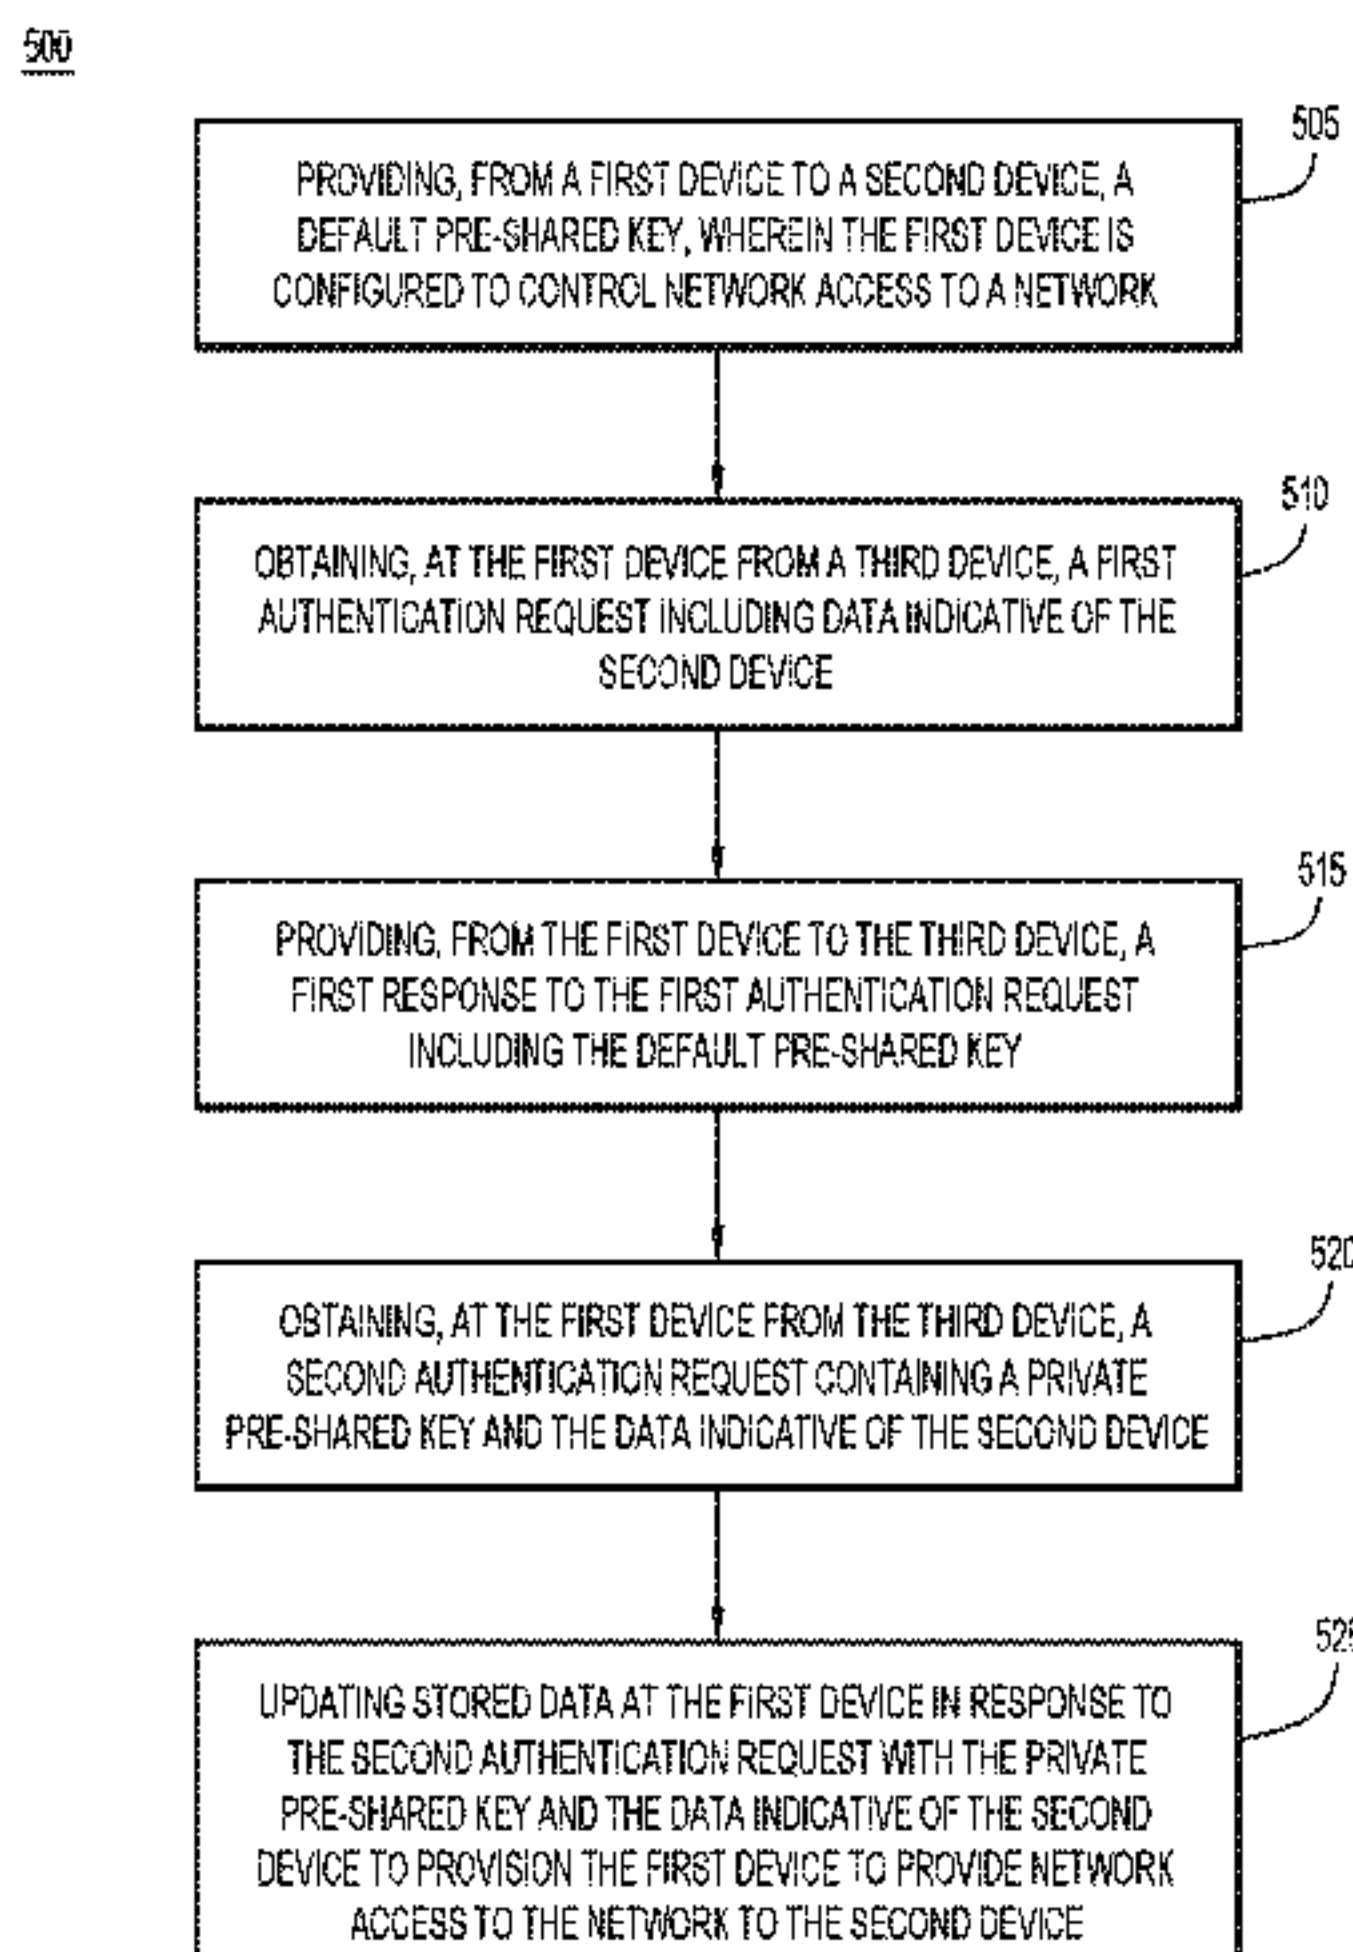 500
505
PROVIDING, FROM A FIRST DEVICE TO A SECOND DEVICE, A
DEFAULT PRE-SHARED KEY, WHEREIN THE FIRST DEVICE IS
CONFIGURED TO CONTROL NETWORK ACCESS TO A NETWORK
510
OBTAINING, AT THE FIRST DEVICE FROM A THIRD DEVICE, A FIRST
AUTHENTICATION REQUEST INCLUDING DATA INDICATIVE OF THE
SECOND DEVICE
515
PROVIDING, FROM THE FIRST DEVICE TO THE THIRD DEVICE, A
FIRST RESPONSE TO THE FIRST AUTHENTICATION REQUEST
INCLUDING THE DEFAULT PRE-SHARED KEY
520
OBTAINING, AT THE FIRST DEVICE FROM THE THIRD DEVICE, A
SECOND AUTHENTICATION REQUEST CONTAINING A PRIVATE
PRE-SHARED KEY AND THE DATA INDICATIVE OF THE SECOND DEVICE
UPDATING STORED DATA AT THE FIRST DEVICE IN RESPONSE TO
THE SECOND AUTHENTICATION REQUEST WITH THE PRIVATE
PRE-SHARED KEY AND THE DATA INDICATIVE OF THE SECOND
DEVICE TO PROVISION THE FIRST DEVICE TO PROVIDE NETWORK
ACCESS TO THE NETWORK TO THE SECOND DEVICE